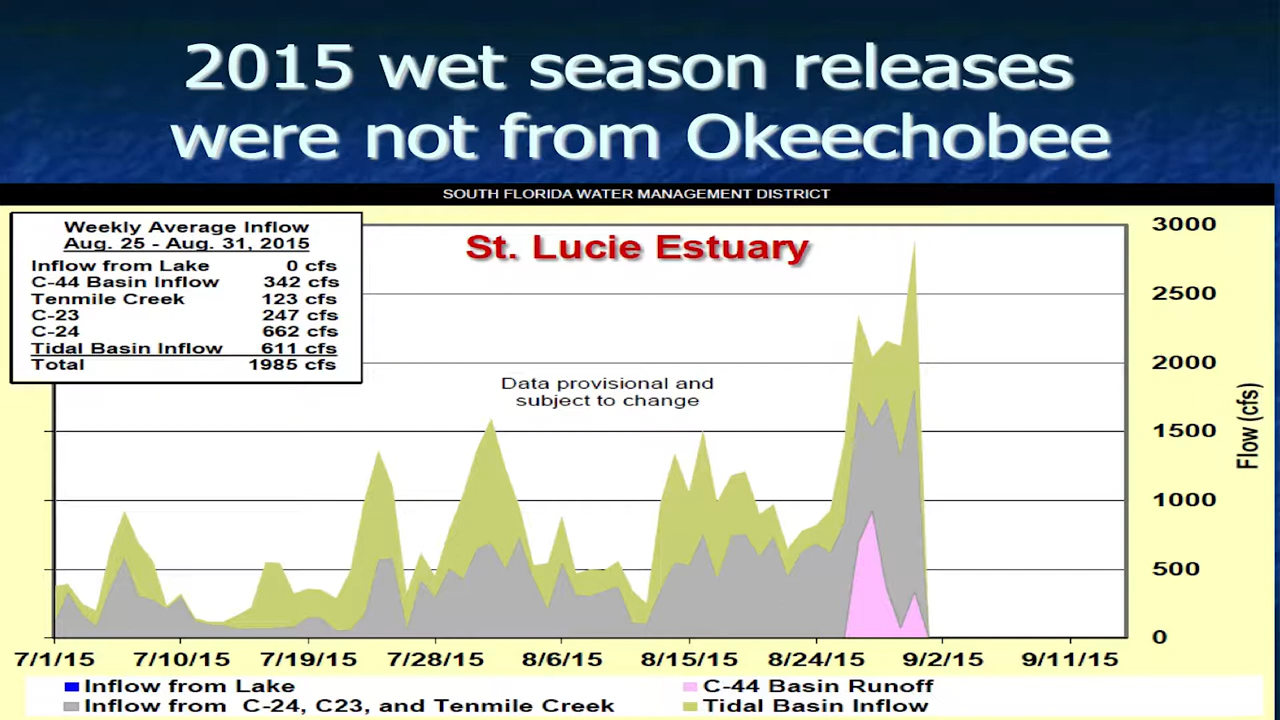 2015 wet season releases
were not from Okeechobee
SOUTH FLORIDA WATER MANAGEMENT DISTRICT
Weekly Average Inflow
Aug. 25 - Aug. 31, 2015
Inflow from Lake 0 cfs
C-44 Basin Inflow 342 cfs
Tenmile Creek 123 cfs
C-23 247 cfs
C-24 662 cfs
Tidal Basin Inflow 611 cfs
Total 1985 cfs
St. Lucie Estuary
Data provisional and
subject to change
3000
2500
2000
1500
1000
500
0
Flow (cfs)
7/1/15 7/10/15 7/19/15 7/28/15 8/6/15 8/15/15 8/24/15 9/2/15 9/11/15
Inflow from Lake C-44 Basin Runoff
Inflow from C-24, C23, and Tenmile Creek Tidal Basin Inflow